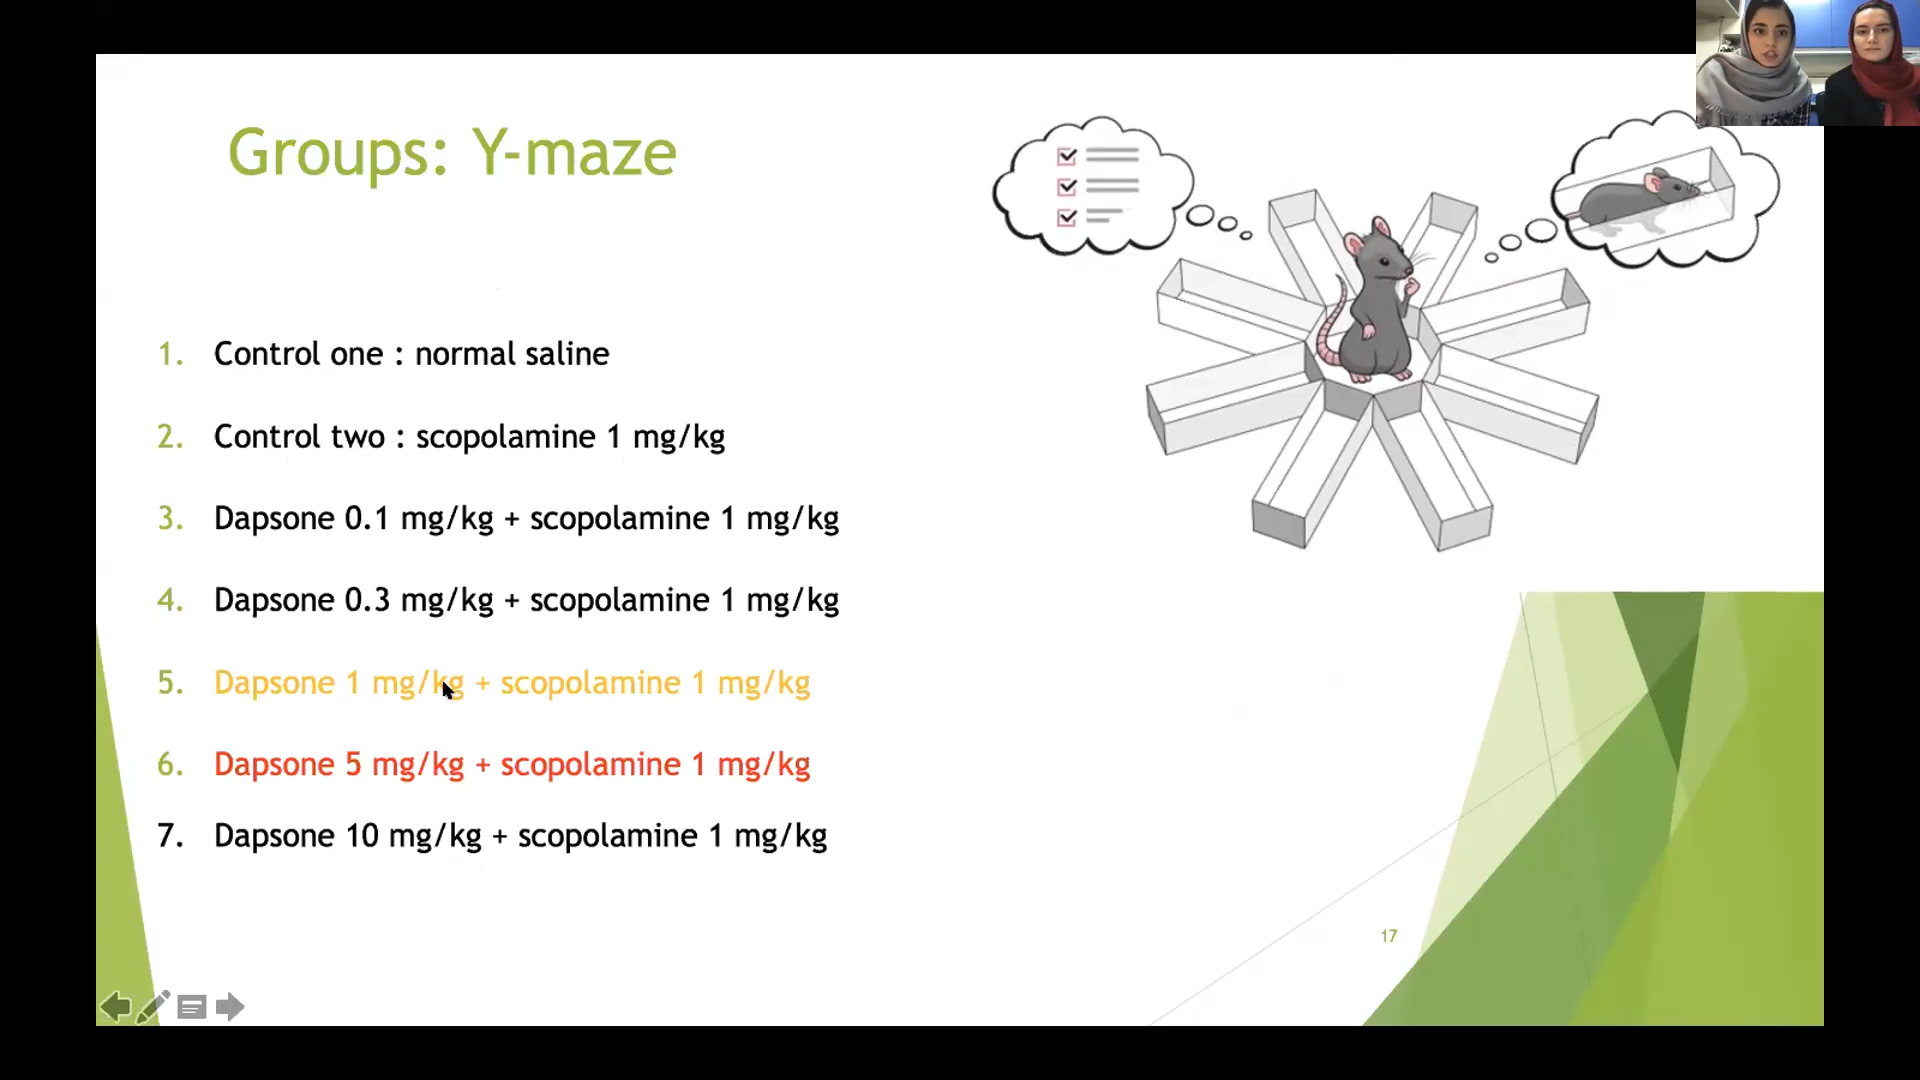 Groups: Y-maze
1. Control one : normal saline
2. Control two : scopolamine 1 mg/kg
3. Dapsone 0.1 mg/kg + scopolamine 1 mg/kg
4. Dapsone 0.3 mg/kg + scopolamine 1 mg/kg
5. Dapsone 1 mg/kg + scopolamine 1 mg/kg
6. Dapsone 5 mg/kg + scopolamine 1 mg/kg
7. Dapsone 10 mg/kg + scopolamine 1 mg/kg
17